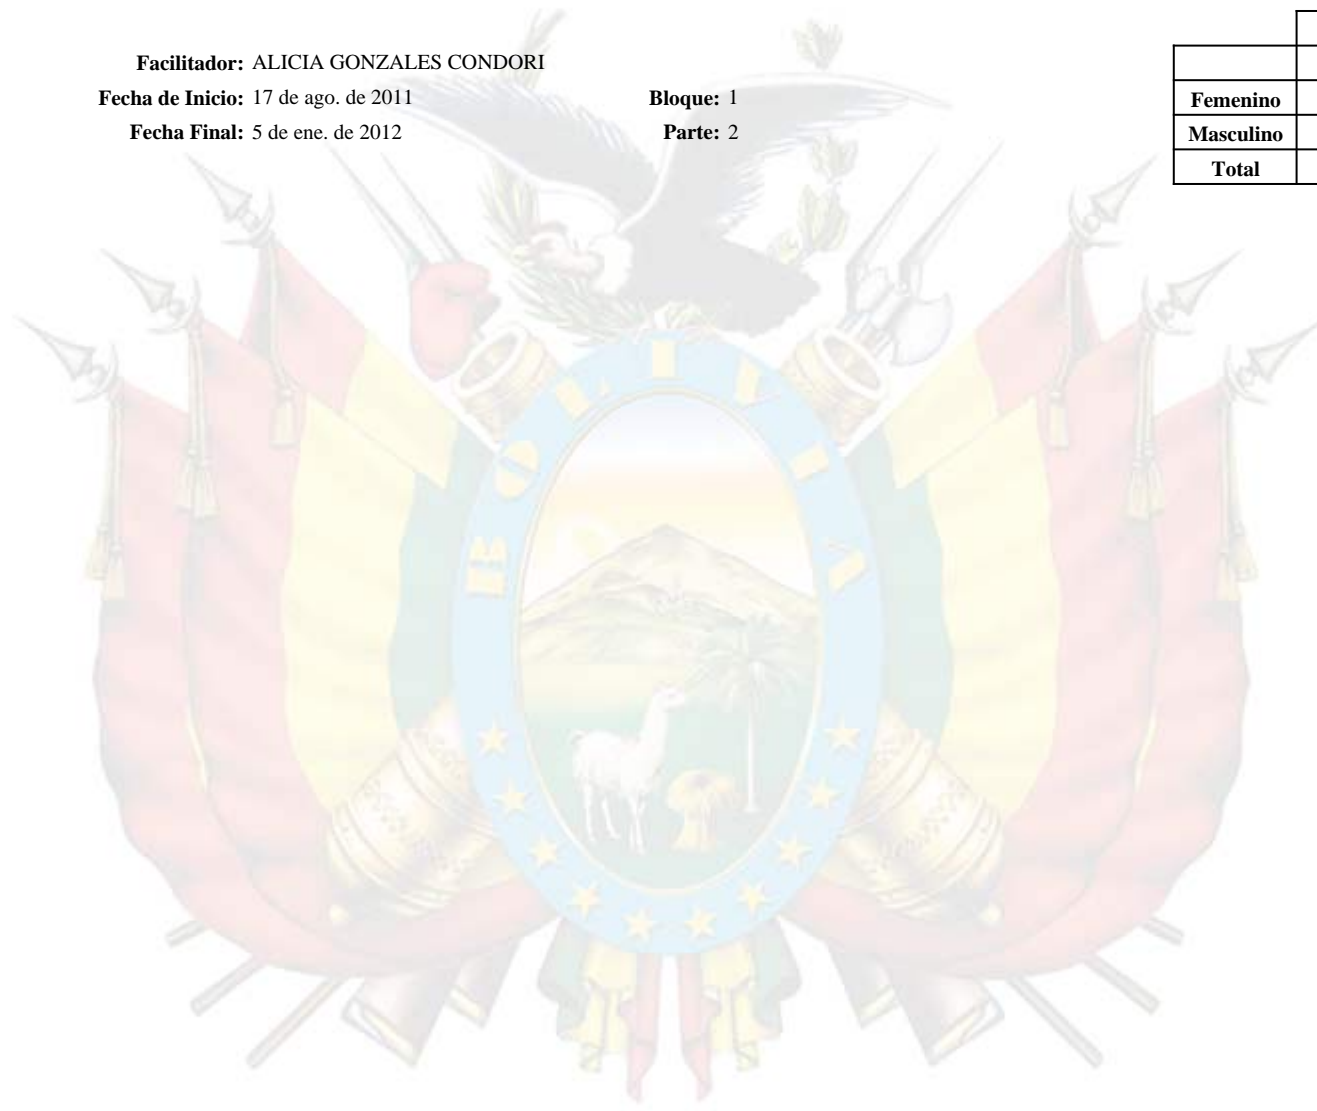 Facilitador: ALICIA GONZALES CONDORI
Fecha de Inicio: 17 de ago. de 2011 Bloque: 1
Fecha Final: 5 de ene. de 2012 Parte: 2
Femenino
Masculino
Total
BOLIVIA